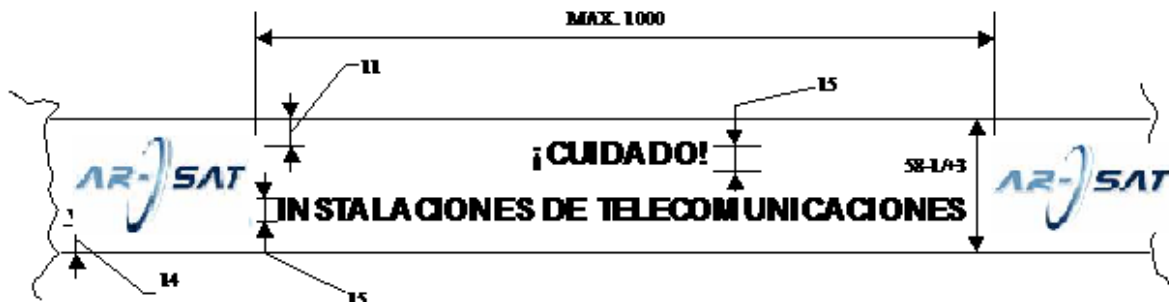 MAX. 1000
11
15
¡CUIDADO!
58-1/+3
AR-SAT
AR-SAT
INSTALACIONES DE TELECOMUNICACIONES
14
15